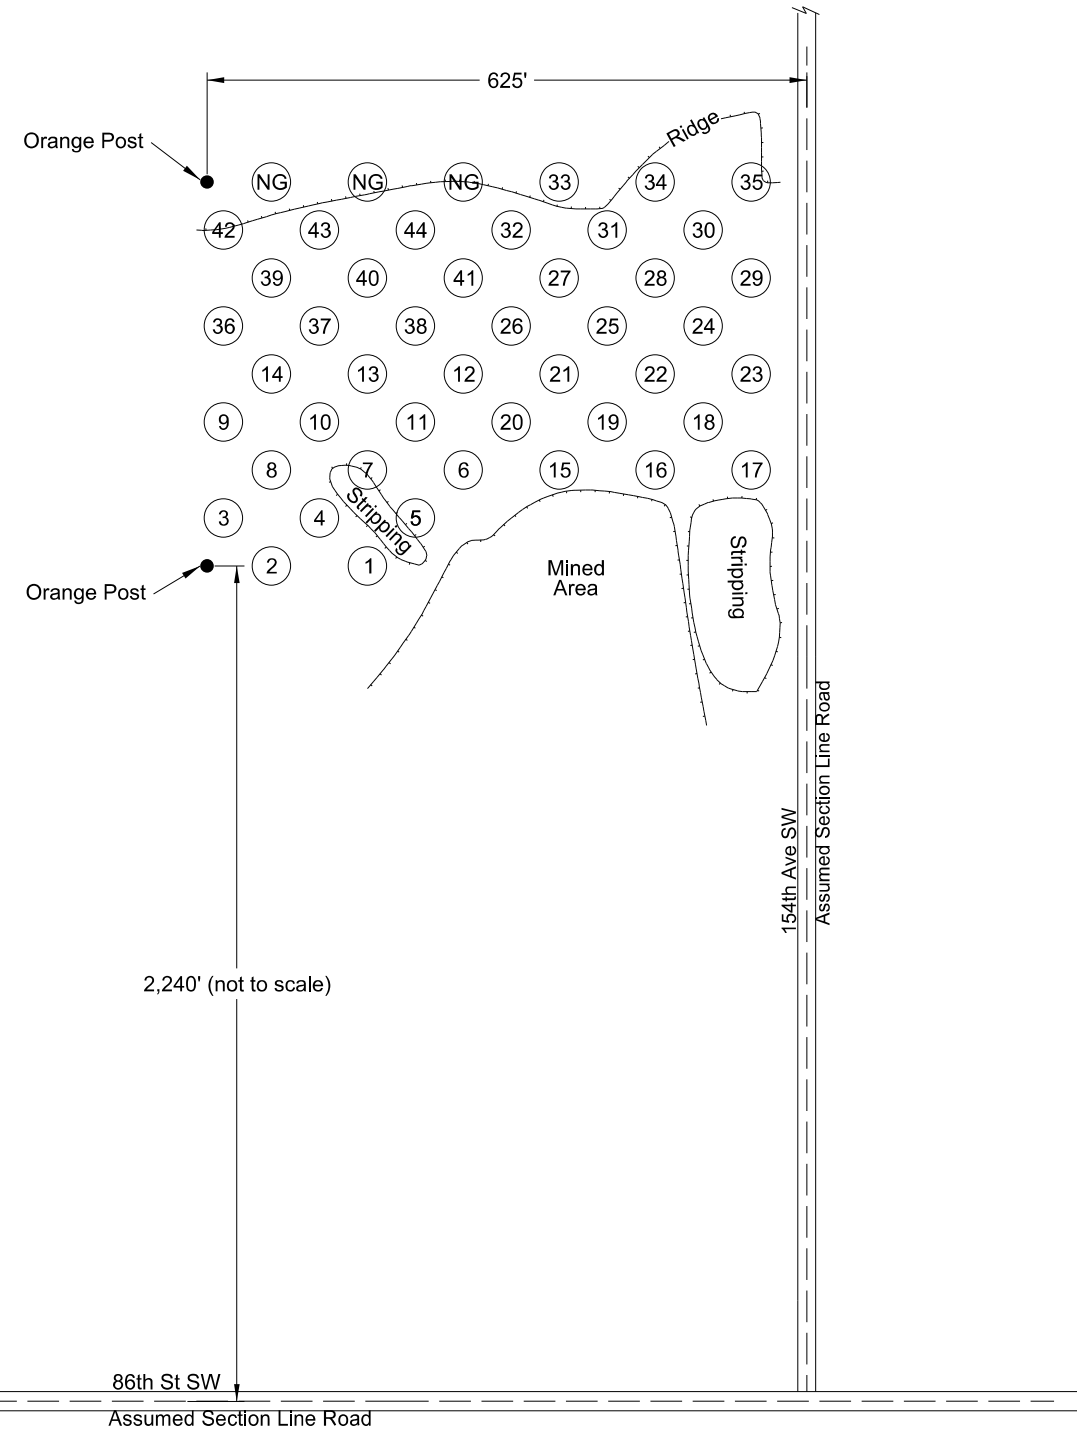 625'
Orange Post
Ridge
NG NG NG 33 34 35
42 43 44 32 31 30
39 40 41 27 28 29
36 37 38 26 25 24
14 13 12 21 22 23
9 10 11 20 19 18
8 7 6 15 16 17
3 4 5
Stripping
2 1
Orange Post
Mined
Area
Stripping
154th Ave SW
Assumed Section Line Road
2,240' (not to scale)
86th St SW
Assumed Section Line Road